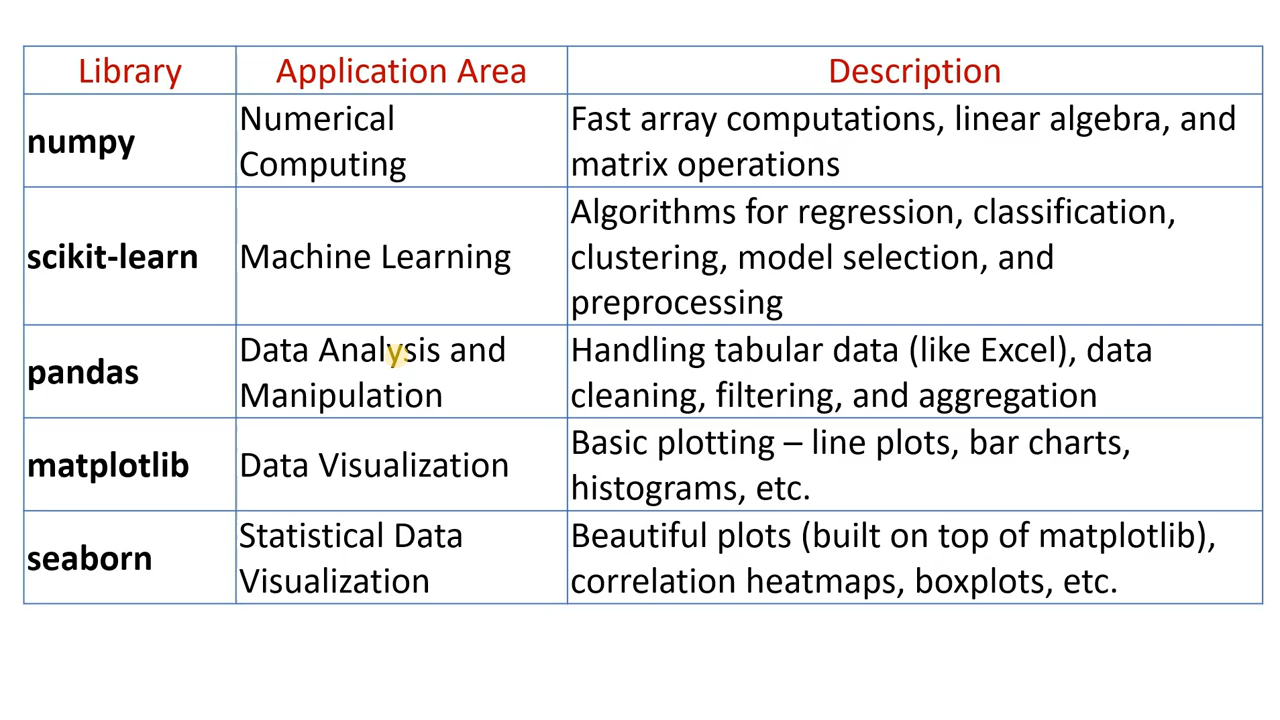 Library Application Area Description
numpy
Numerical
Computing
Fast array computations, linear algebra, and
matrix operations
scikit-learn
Machine Learning
Algorithms for regression, classification,
clustering, model selection, and
preprocessing
pandas
Data Analysis and
Manipulation
Handling tabular data (like Excel), data
cleaning, filtering, and aggregation
matplotlib
Data Visualization
Basic plotting – line plots, bar charts,
histograms, etc.
seaborn
Statistical Data
Visualization
Beautiful plots (built on top of matplotlib),
correlation heatmaps, boxplots, etc.